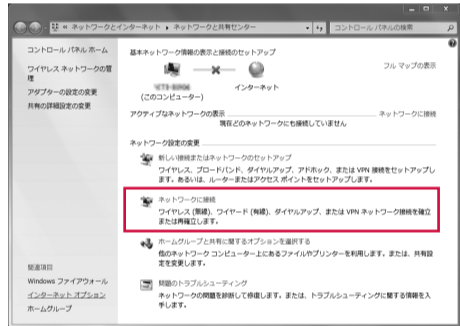 « ネットワークとインターネット ▸ ネットワークと共有センター
コントロール パネルの検索
コントロール パネル ホーム
ワイヤレス ネットワークの管
理
アダプターの設定の変更
共有の詳細設定の変更
基本ネットワーク情報の表示と接続のセットアップ
フル マップの表示
(このコンピューター)
インターネット
アクティブなネットワークの表示
ネットワークに接続
現在どのネットワークにも接続していません
ネットワーク設定の変更
新しい接続またはネットワークのセットアップ
ワイヤレス、ブロードバンド、ダイヤルアップ、アドホック、または VPN 接続をセットアップし
ます。あるいは、ルーターまたはアクセス ポイントをセットアップします。
ネットワークに接続
ワイヤレス (無線)、ワイヤード (有線)、ダイヤルアップ、または VPN ネットワーク接続を確立
または再確立します。
ホームグループと共有に関するオプションを選択する
他のネットワーク コンピューター上にあるファイルやプリンターを利用します。または、共有設
定を変更します。
問題のトラブルシューティング
ネットワークの問題を診断して修復します。または、トラブルシューティングに関する情報を入
手します。
関連項目
Windows ファイアウォール
インターネット オプション
ホームグループ